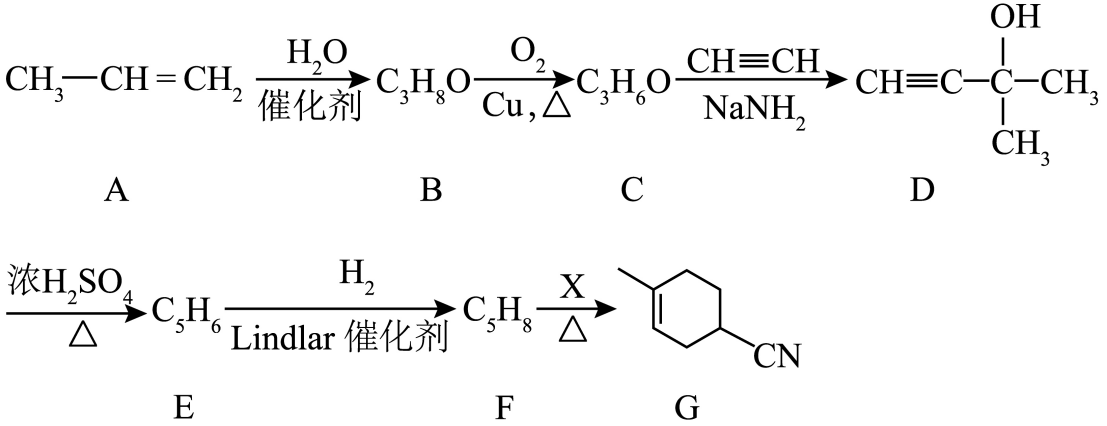 CH₃—CH=CH₂ H₂O 催化剂 C₃H₈O O₂ Cu,△ C₃H₆O CH≡CH NaNH₂ CH≡C—C—CH₃ OH CH₃
A B C D
浓H₂SO₄ △ C₅H₆ H₂ Lindlar 催化剂 C₅H₈ X △ CN
E F G